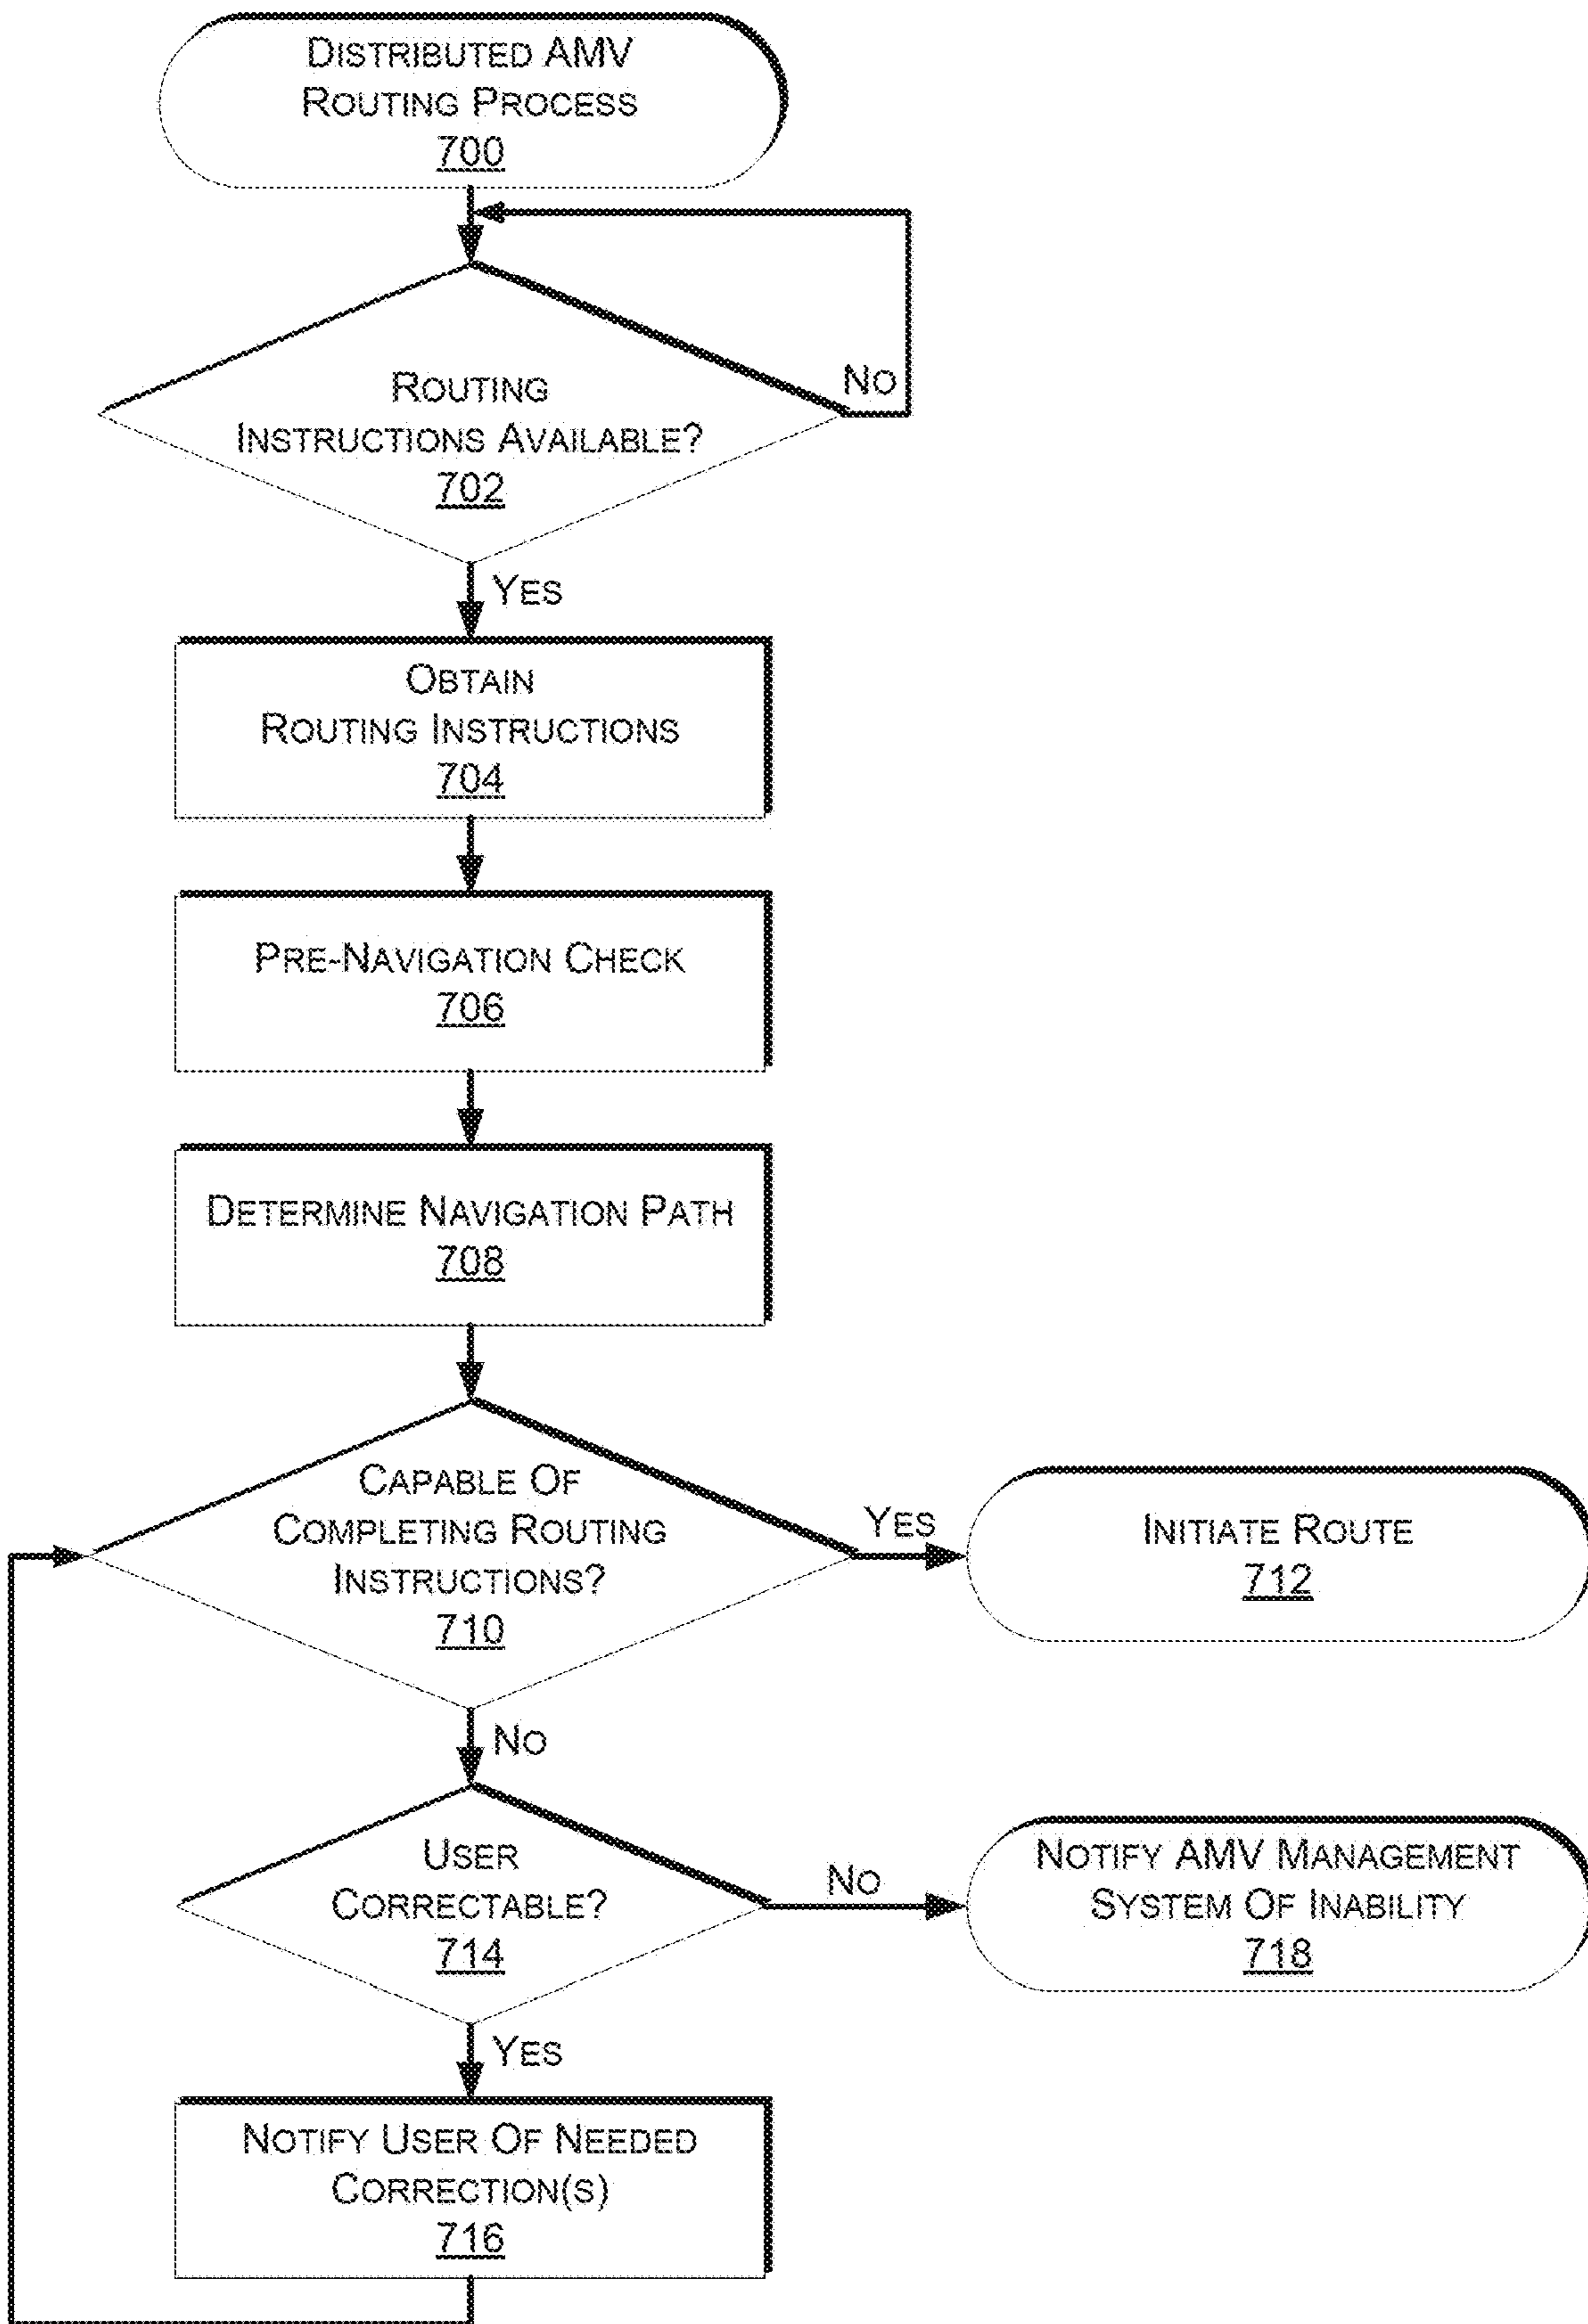 DISTRIBUTED AMV
ROUTING PROCESS
700
ROUTING
INSTRUCTIONS AVAILABLE?
702
NO
YES
OBTAIN
ROUTING INSTRUCTIONS
704
PRE-NAVIGATION CHECK
706
DETERMINE NAVIGATION PATH
708
CAPABLE OF
COMPLETING ROUTING
INSTRUCTIONS?
710
YES
INITIATE ROUTE
712
NO
USER
CORRECTABLE?
714
NO
NOTIFY AMV MANAGEMENT
SYSTEM OF INABILITY
718
YES
NOTIFY USER OF NEEDED
CORRECTION(S)
716